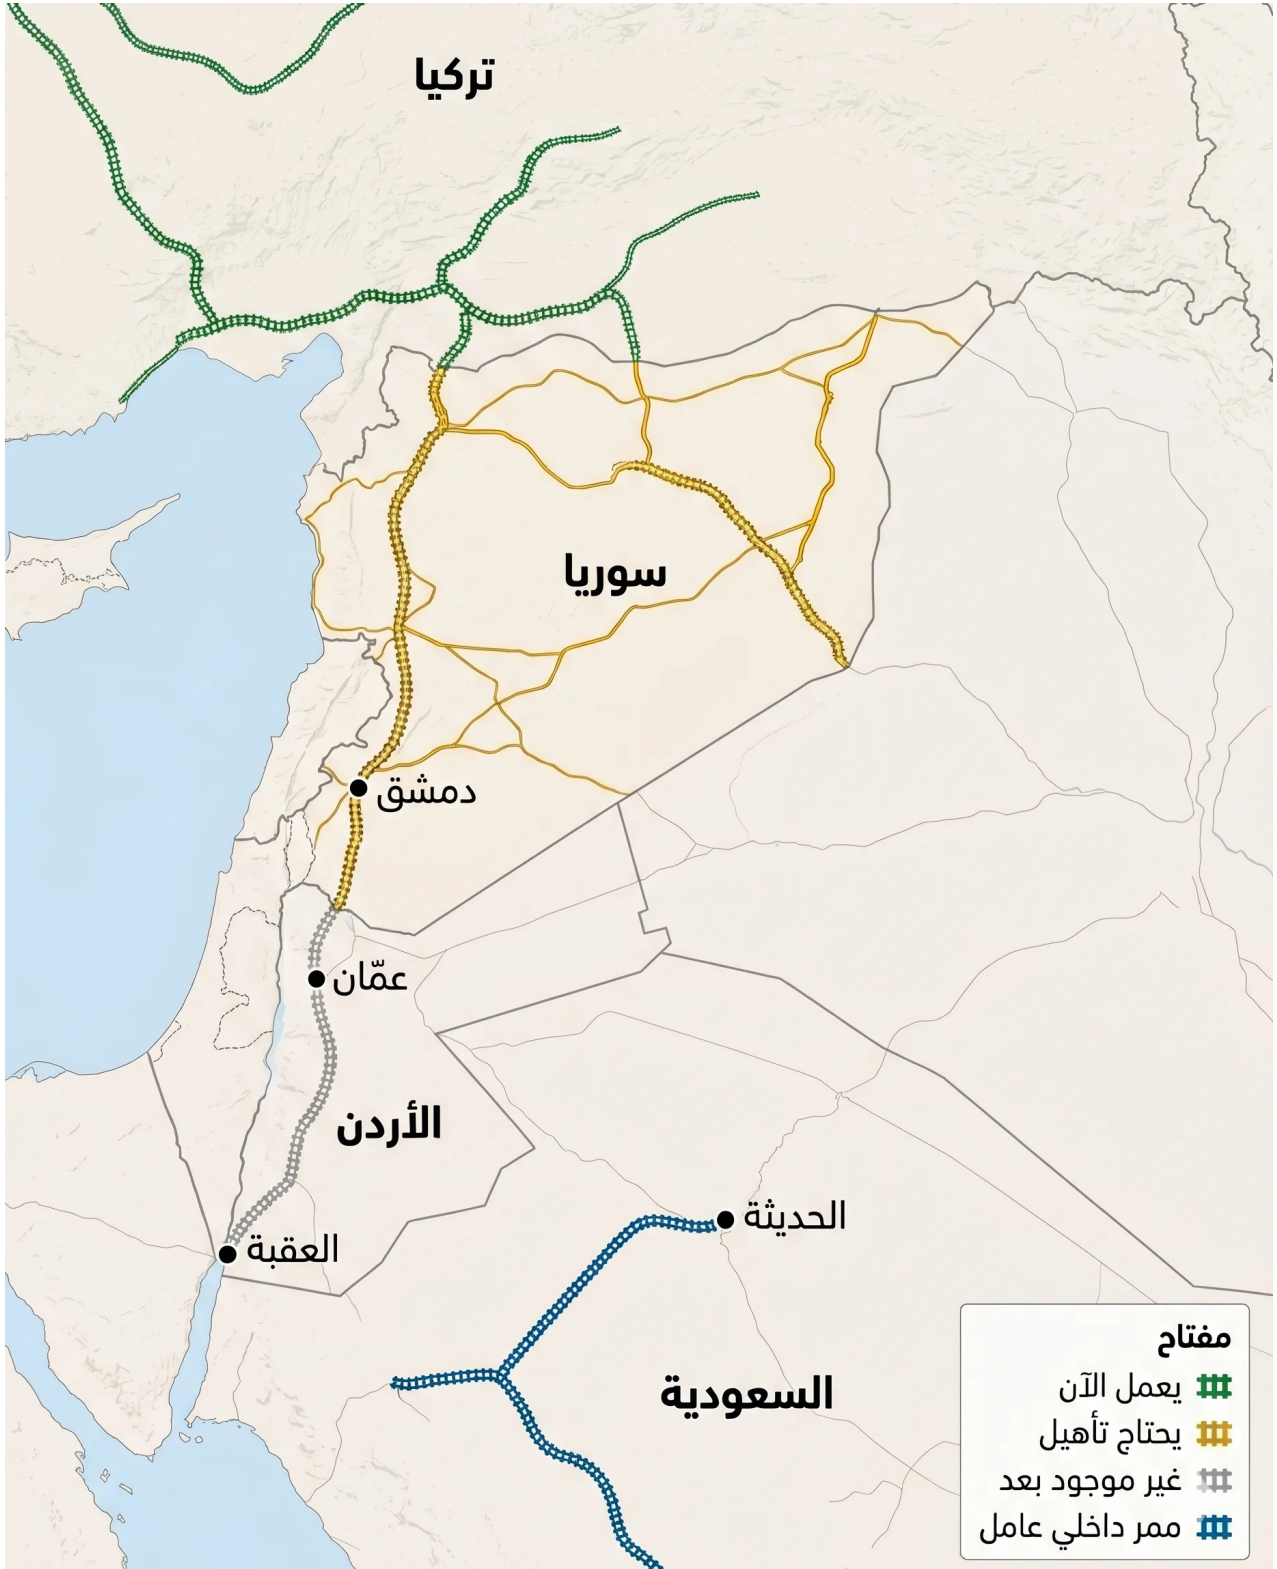 تركيا
سوريا
دمشق
عمّان
الأردن
الحديثة
العقبة
السعودية
مفتاح
يعمل الآن
يحتاج تأهيل
غير موجود بعد
ممر داخلي عامل